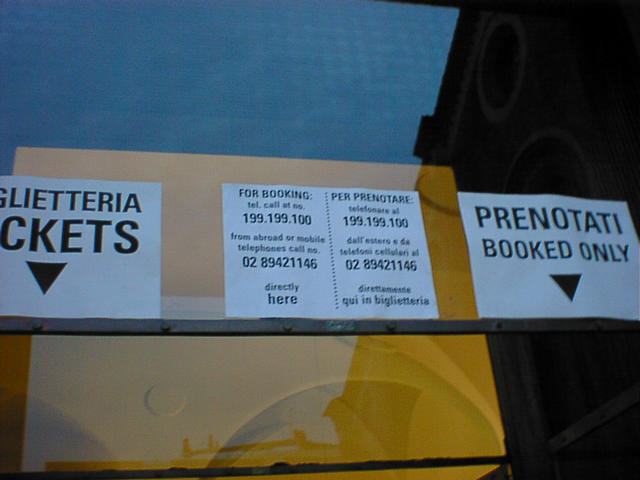 GLIETTERIA
CKETS
FOR BOOKING:
tel. call at no.
199.199.100
from abroad or mobile
telephones call no.
02 89421146
directly
here
PER PRENOTARE:
telefonare al
199.199.100
dall'estero e da
telefoni cellulari al
02 89421146
direttamente
qui in biglietteria
PRENOTATI
BOOKED ONLY